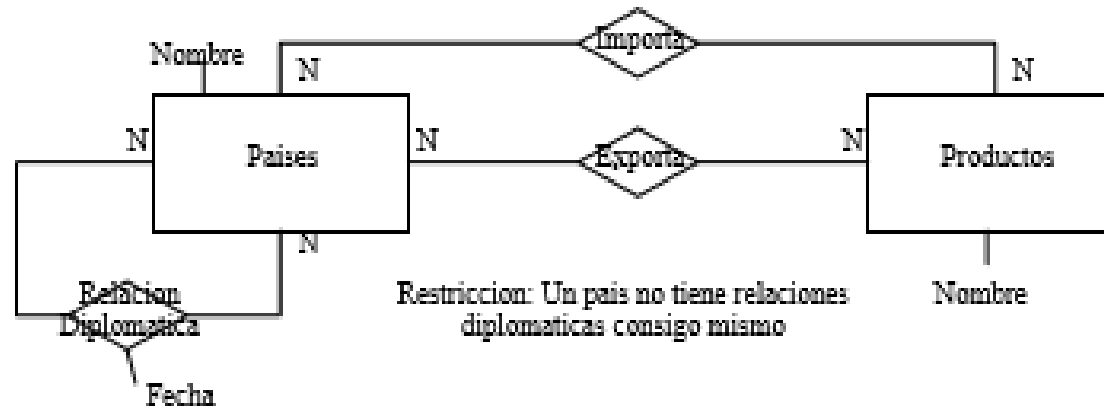 Importa
Nombre
N
N
N
Paises
N
Exporta
N
Productos
N
Relacion
Diplomatica
Restriccion: Un pais no tiene relaciones
diplomaticas consigo mismo
Nombre
Fecha